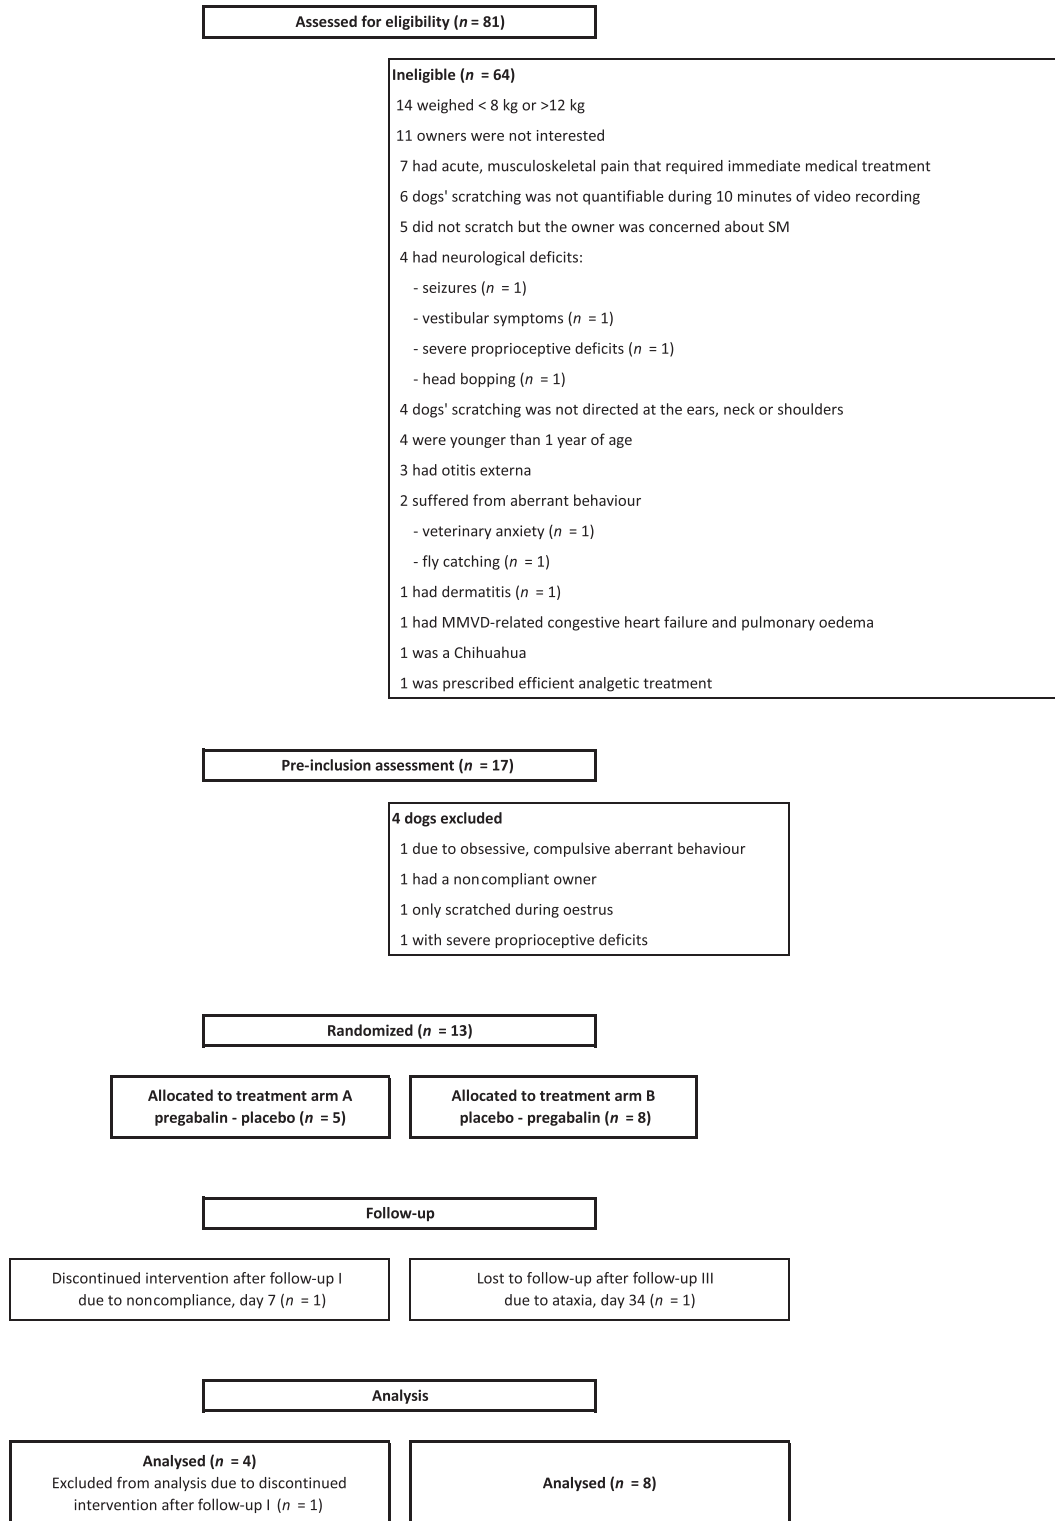 Assessed for eligibility (n = 81)
Ineligible (n = 64)
14 weighed < 8 kg or >12 kg
11 owners were not interested
7 had acute, musculoskeletal pain that required immediate medical treatment
6 dogs' scratching was not quantifiable during 10 minutes of video recording
5 did not scratch but the owner was concerned about SM
4 had neurological deficits:
- seizures (n = 1)
- vestibular symptoms (n = 1)
- severe proprioceptive deficits (n = 1)
- head bopping (n = 1)
4 dogs' scratching was not directed at the ears, neck or shoulders
4 were younger than 1 year of age
3 had otitis externa
2 suffered from aberrant behaviour
- veterinary anxiety (n = 1)
- fly catching (n = 1)
1 had dermatitis (n = 1)
1 had MMVD-related congestive heart failure and pulmonary oedema
1 was a Chihuahua
1 was prescribed efficient analgetic treatment
Pre-inclusion assessment (n = 17)
4 dogs excluded
1 due to obsessive, compulsive aberrant behaviour
1 had a noncompliant owner
1 only scratched during oestrus
1 with severe proprioceptive deficits
Randomized (n = 13)
Allocated to treatment arm A
pregabalin - placebo (n = 5)
Allocated to treatment arm B
placebo - pregabalin (n = 8)
Follow-up
Discontinued intervention after follow-up I
due to noncompliance, day 7 (n = 1)
Lost to follow-up after follow-up III
due to ataxia, day 34 (n = 1)
Analysis
Analysed (n = 4)
Excluded from analysis due to discontinued
intervention after follow-up I (n = 1)
Analysed (n = 8)